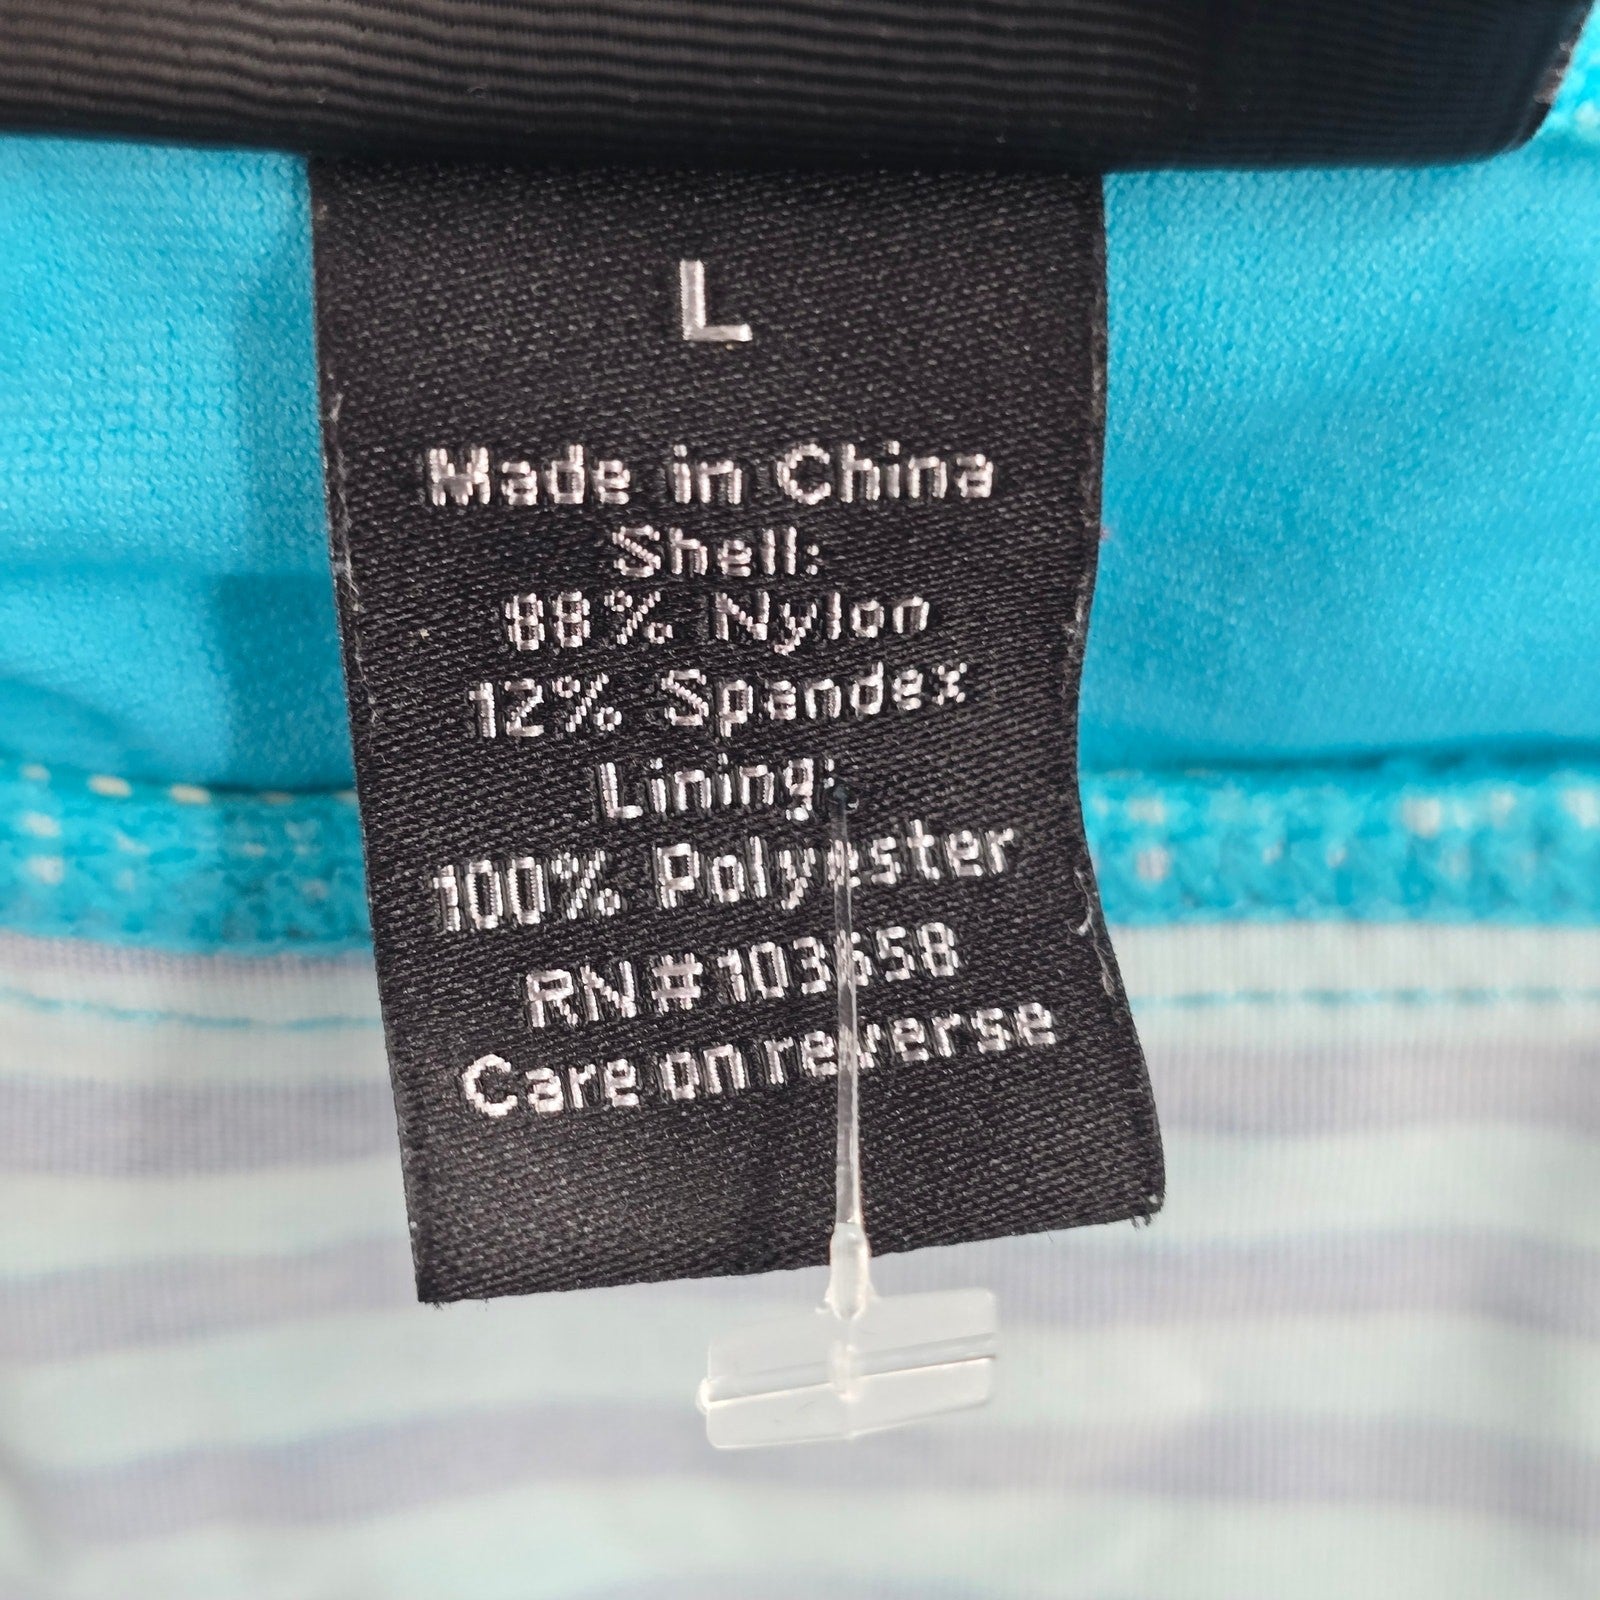 L
Made in China
Shell:
88% Nylon
12% Spandex
Lining:
100% Polyester
RN#103658
Care on reverse